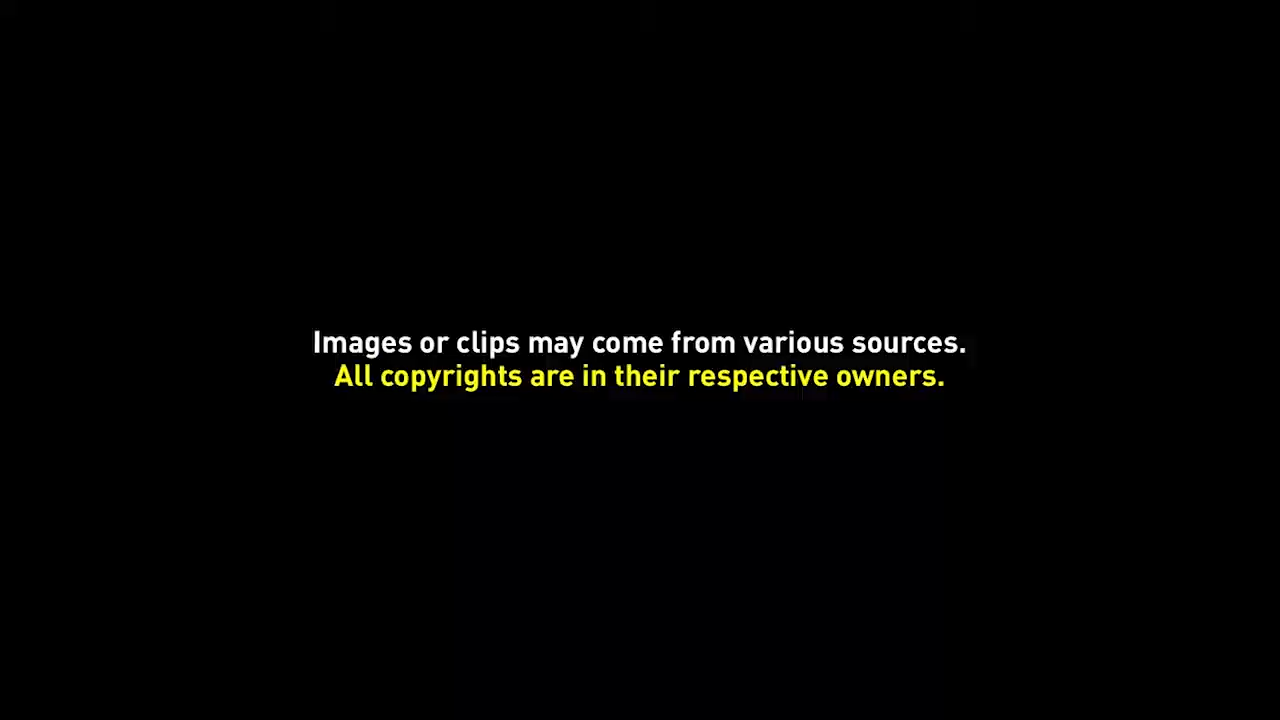 Images or clips may come from various sources.
All copyrights are in their respective owners.